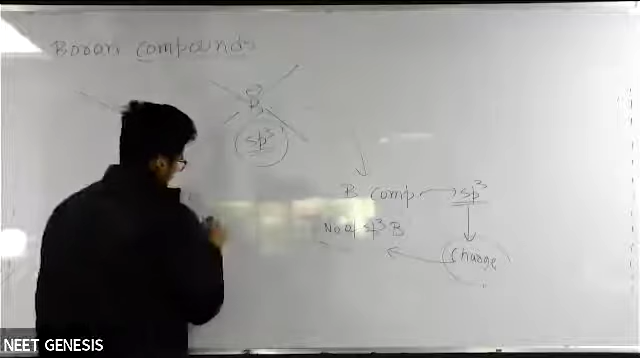 Boron compounds
B
sp³
B comp sp³
No of sp³ B
Charge
NEET GENESIS